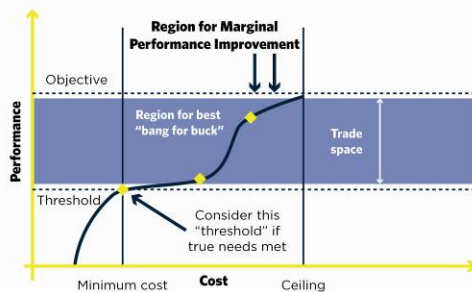 Region for Marginal
Performance Improvement
Objective
Region for best
"bang for buck"
Trade
space
Performance
Threshold
Consider this
"threshold" if
true needs met
Minimum cost
Cost
Ceiling